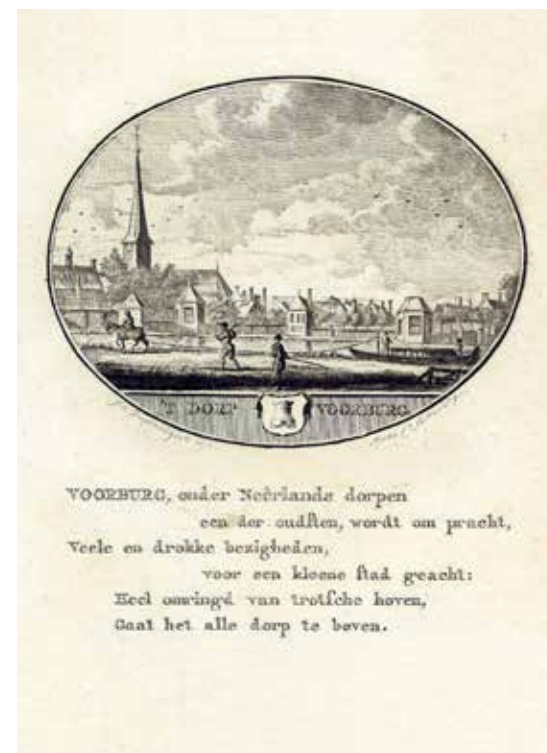 'T DORP VOORBURG
VOORBURG, onder Neêrlands dorpen
een der oudſten, wordt om pracht,
Veele en drokke bezigheden,
voor een kleene ſtad geacht:
Heel omringd van trotſche hoven,
Gaat het alle dorp te boven.